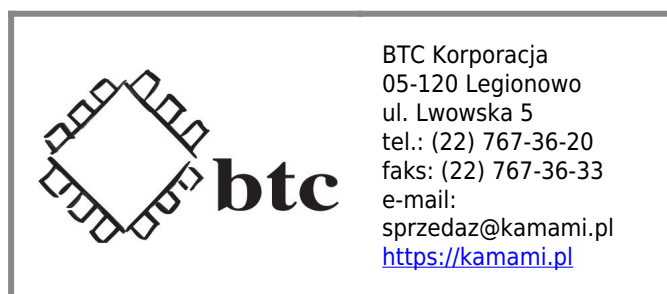 btc
BTC Korporacja
05-120 Legionowo
ul. Lwowska 5
tel.: (22) 767-36-20
faks: (22) 767-36-33
e-mail:
sprzedaz@kamami.pl
https://kamami.pl